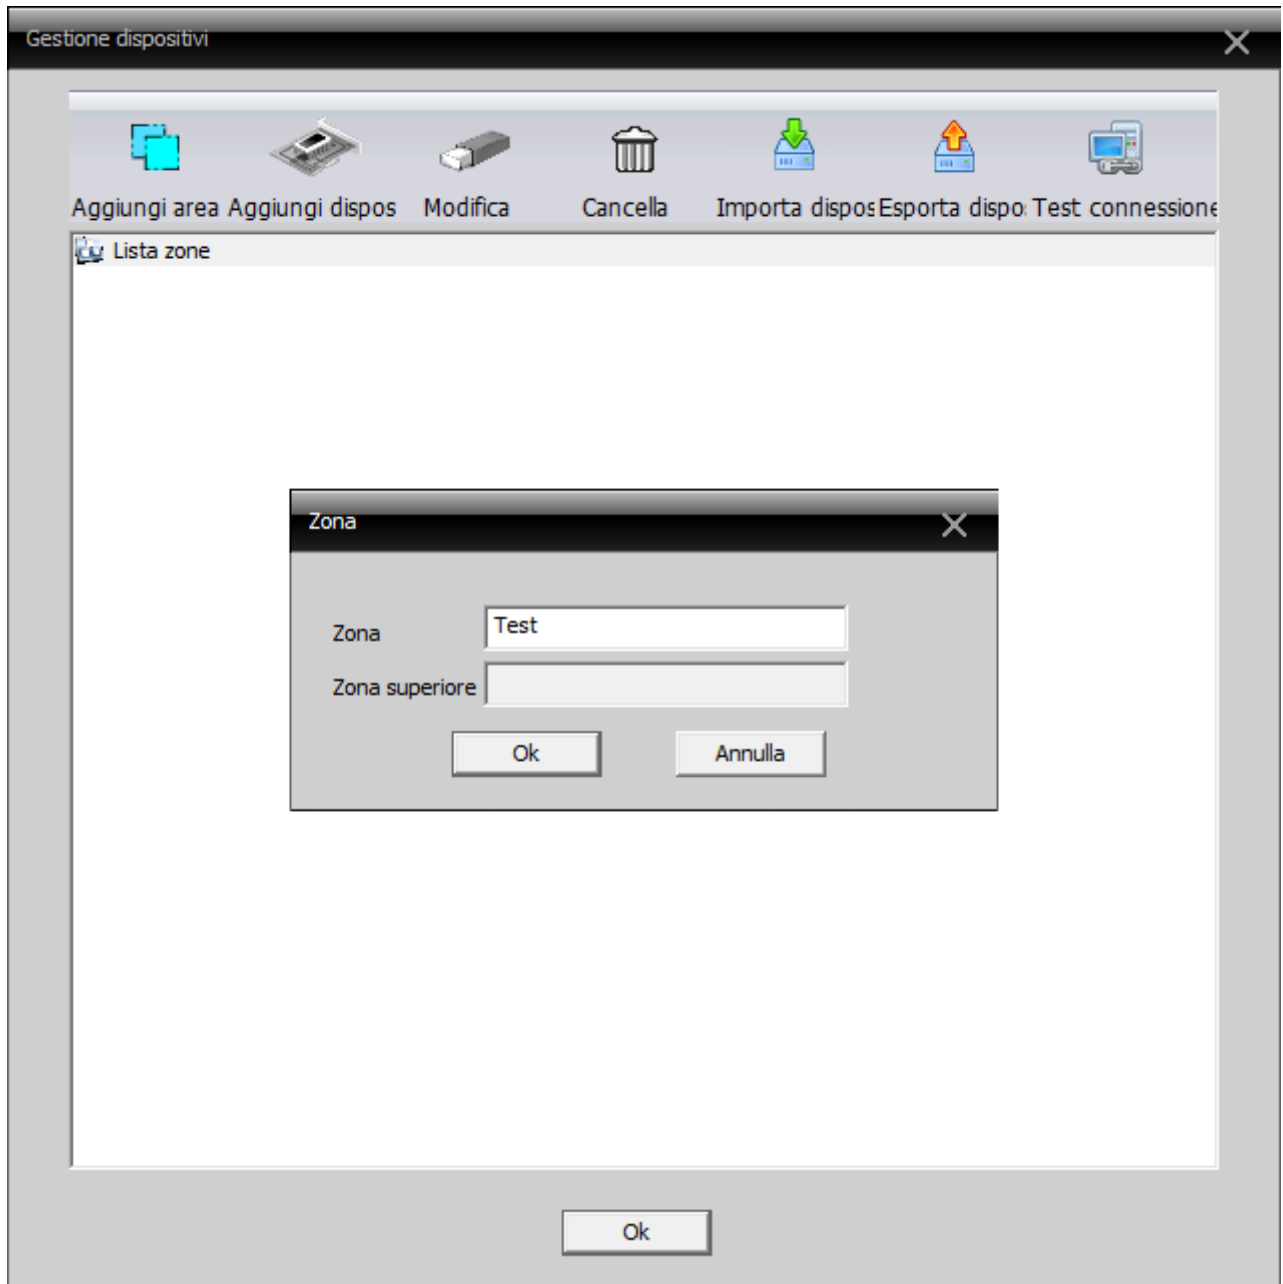 Gestione dispositivi
Aggiungi area Aggiungi dispos Modifica Cancella Importa dispos Esporta dispo Test connessione
Lista zone
Zona
Zona Test
Zona superiore
Ok Annulla
Ok